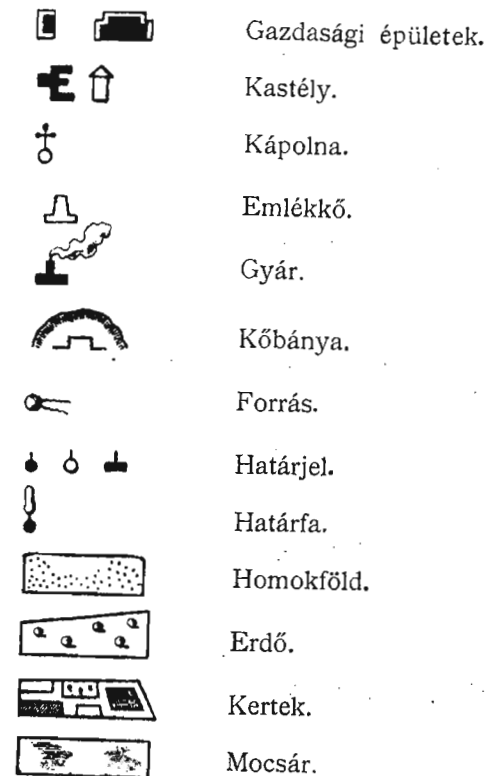 Gazdasági épületek.
Kastély.
Kápolna.
Emlékkő.
Gyár.
Kőbánya.
Forrás.
Határjel.
Határfa.
Homokföld.
Erdő.
Kertek.
Mocsár.